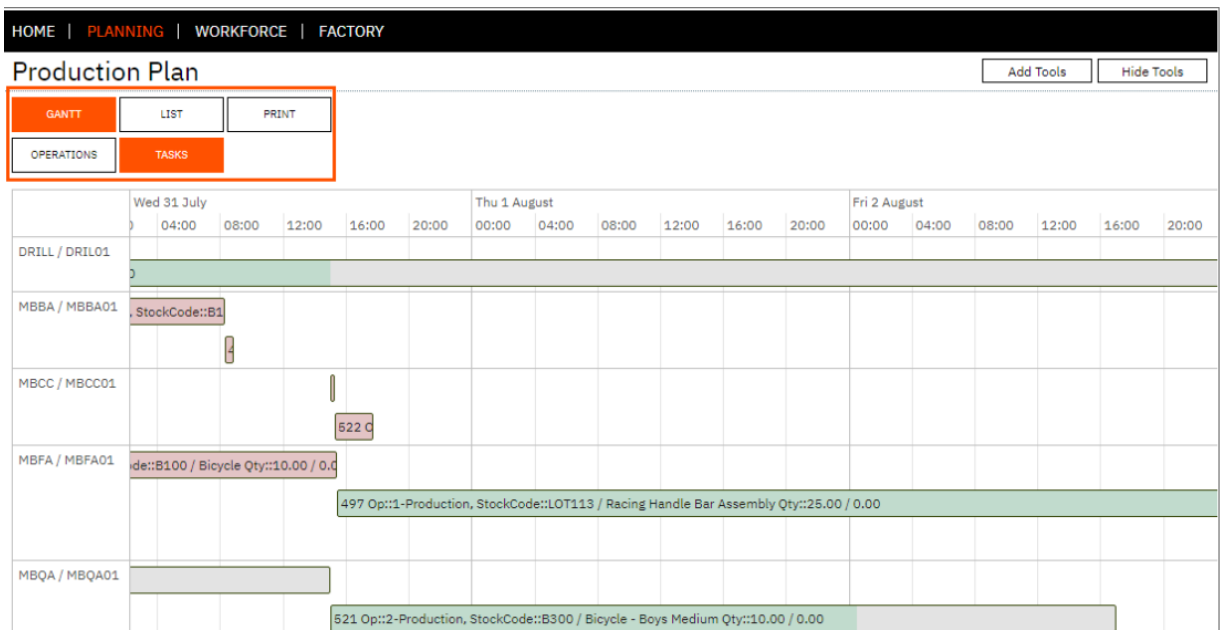 HOME | PLANNING | WORKFORCE | FACTORY
Production Plan
Add Tools Hide Tools
GANTT LIST PRINT
OPERATIONS TASKS
Wed 31 July Thu 1 August Fri 2 August
04:00 08:00 12:00 16:00 20:00 00:00 04:00 08:00 12:00 16:00 20:00 00:00 04:00 08:00 12:00 16:00 20:00
DRILL / DRIL01
MBBA / MBBA01
, StockCode::B1
MBCC / MBCC01
522 O
MBFA / MBFA01
de::B100 / Bicycle Qty::10.00 / 0.0
497 Op::1-Production, StockCode::LOT113 / Racing Handle Bar Assembly Qty::25.00 / 0.00
MBQA / MBQA01
521 Op::2-Production, StockCode::B300 / Bicycle - Boys Medium Qty::10.00 / 0.00